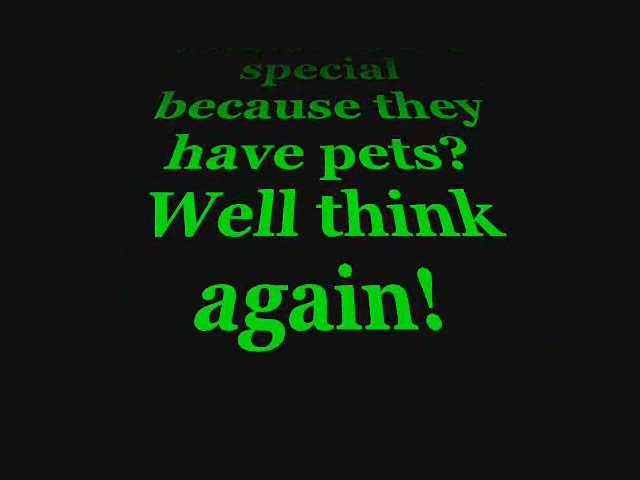 special
because they
have pets?
Well think
again!